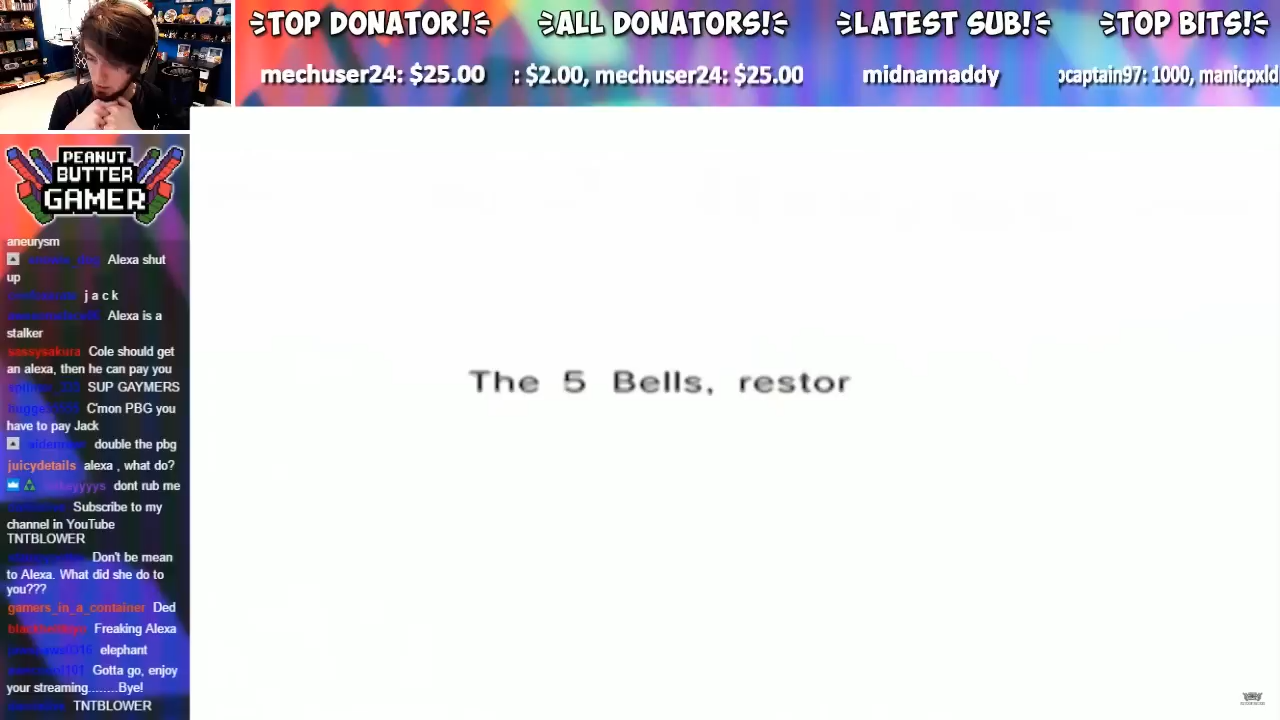 TOP DONATOR!
ALL DONATORS!
LATEST SUB!
TOP BITS!
mechuser24: $25.00
: $2.00, mechuser24: $25.00
midnamaddy
captain97: 1000, manicpxld
PEANUT
BUTTER
GAMER
aneurysm
Alexa shut
up
j a c k
Alexa is a
stalker
sassysakura Cole should get
an alexa, then he can pay you
SUP GAYMERS
C'mon PBG you
have to pay Jack
double the pbg
juicydetails alexa , what do?
dont rub me
Subscribe to my
channel in YouTube
TNTBLOWER
Don't be mean
to Alexa. What did she do to
you???
gamers_in_a_container Ded
Freaking Alexa
elephant
Gotta go, enjoy
your streaming........Bye!
TNTBLOWER
The 5 Bells, restor